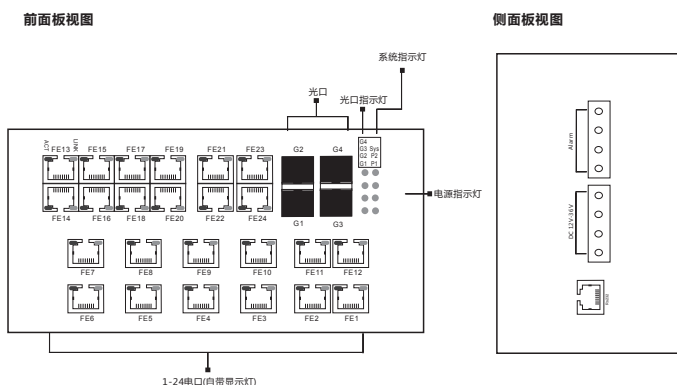 前面板视图
侧面板视图
系统指示灯
光口
光口指示灯
ACT
FE13
LINK
FE15
FE17
FE19
FE21
FE23
G2
G4
G4
G3 Sys
G2 P2
G1 P1
电源指示灯
FE14
FE16
FE18
FE20
FE22
FE24
G1
G3
FE7
FE8
FE9
FE10
FE11
FE12
FE6
FE5
FE4
FE3
FE2
FE1
1-24电口(自带显示灯)
Alarm
DC 12V-36V